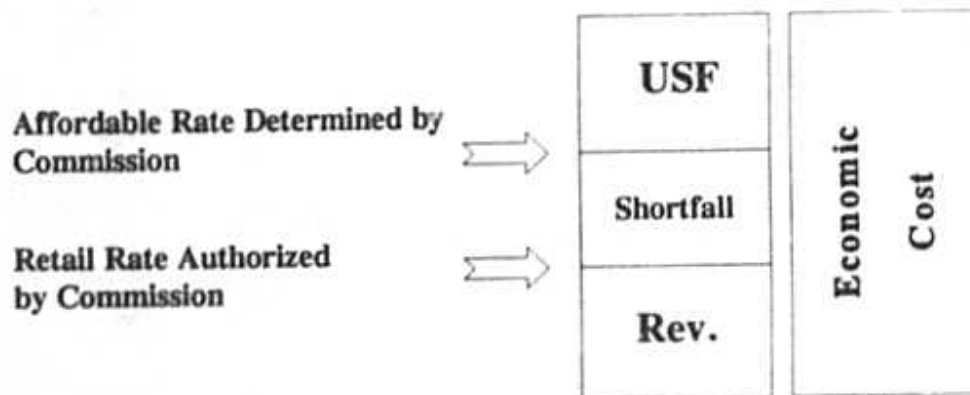 USF
Affordable Rate Determined by
Commission
Shortfall
Retail Rate Authorized
by Commission
Rev.
Economic
Cost